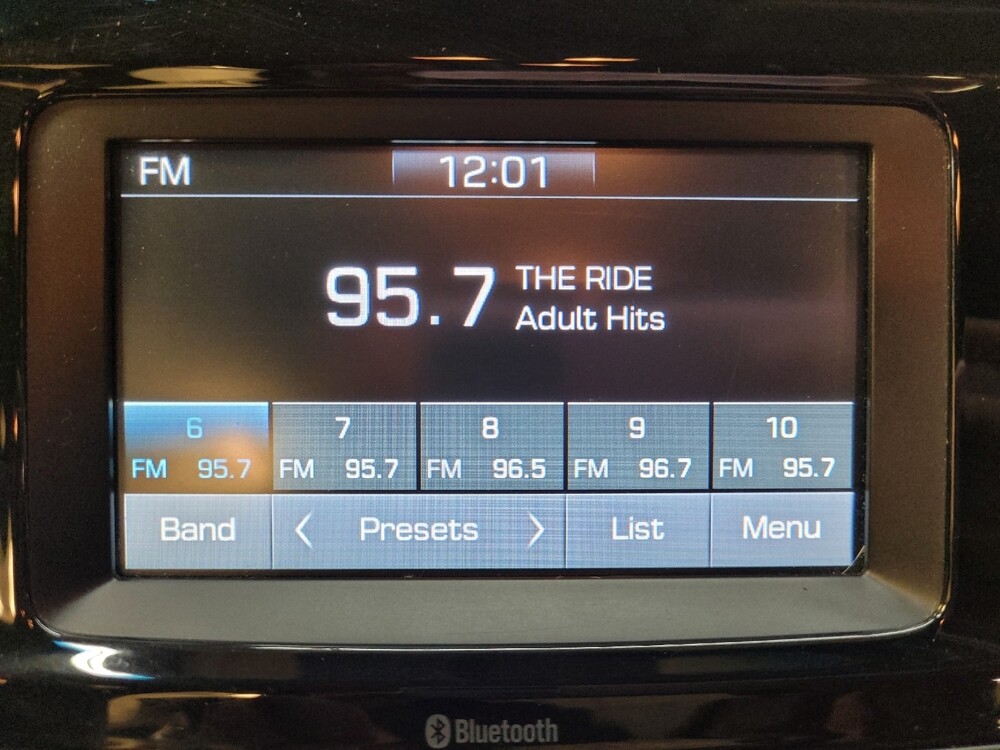 FM 12:01
95.7 THE RIDE
Adult Hits
6 7 8 9 10
FM 95.7 FM 95.7 FM 96.5 FM 96.7 FM 95.7
Band < Presets > List Menu
Bluetooth